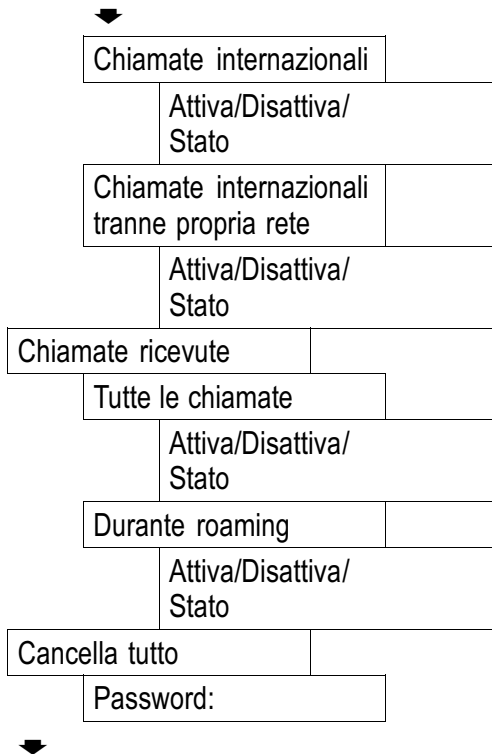 Chiamate internazionali
Attiva/Disattiva/
Stato
Chiamate internazionali
tranne propria rete
Attiva/Disattiva/
Stato
Chiamate ricevute
Tutte le chiamate
Attiva/Disattiva/
Stato
Durante roaming
Attiva/Disattiva/
Stato
Cancella tutto
Password: